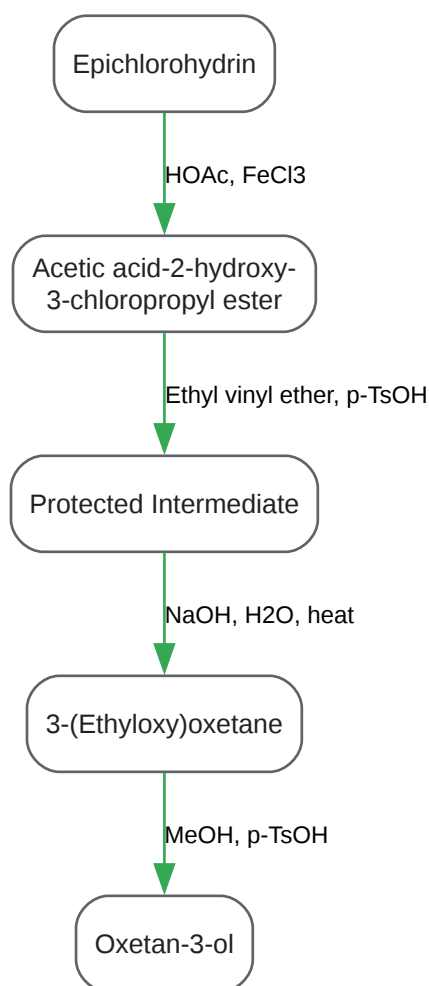 Epichlorohydrin
HOAc, FeCl3
Acetic acid-2-hydroxy-
3-chloropropyl ester
Ethyl vinyl ether, p-TsOH
Protected Intermediate
NaOH, H2O, heat
3-(Ethyloxy)oxetane
MeOH, p-TsOH
Oxetan-3-ol